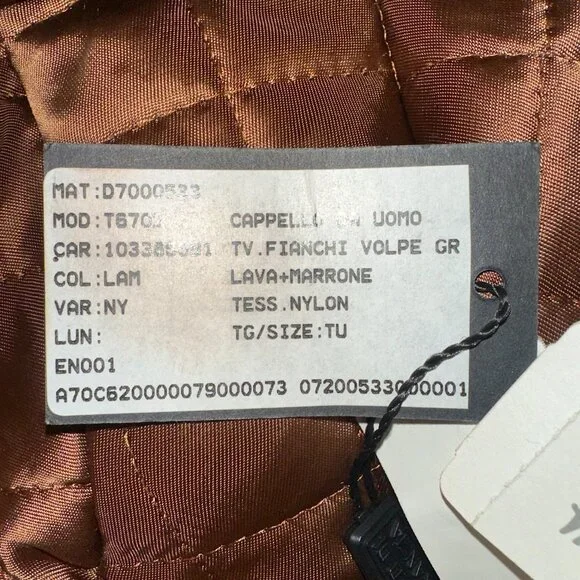 MAT:D7000533
MOD:T670 CAPPELLO UOMO
CAR: TV.FIANCHI VOLPE GR
COL:LAM LAVA+MARRONE
VAR:NY TESS.NYLON
LUN: TG/SIZE:TU
EN001
A70C620000079000073 07200533000001